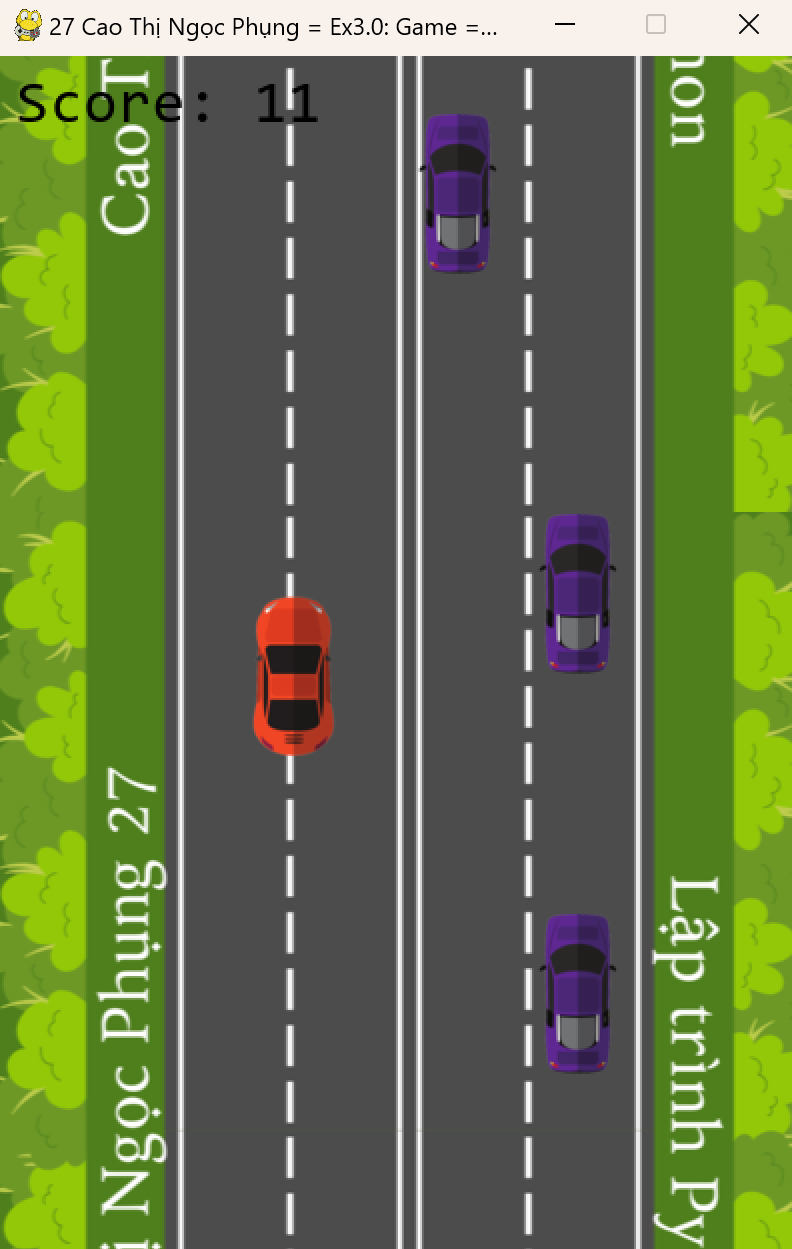 27 Cao Thị Ngọc Phụng = Ex3.0: Game =...
Score: 11
Cao T
ị Ngọc Phụng 27
hon
Lập trình Py